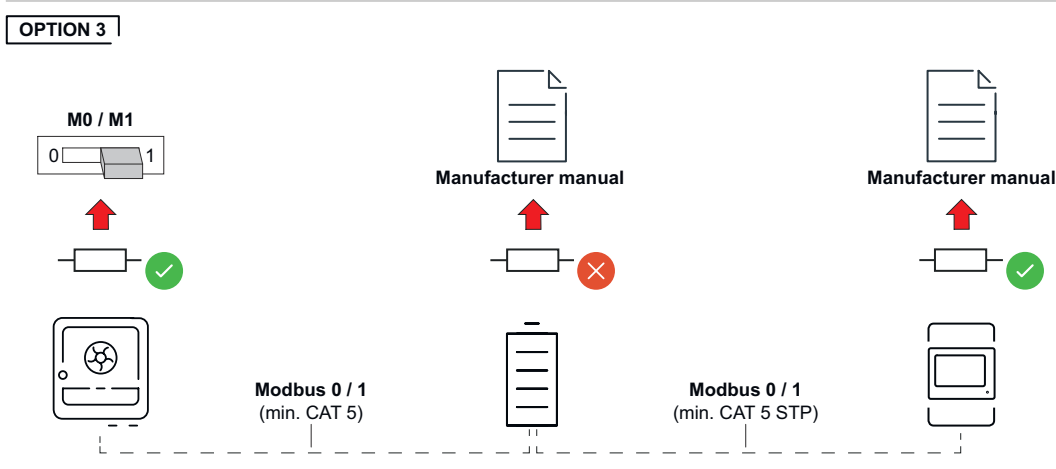 OPTION 3
M0 / M1
0 1
Manufacturer manual
Manufacturer manual
Modbus 0 / 1
(min. CAT 5)
Modbus 0 / 1
(min. CAT 5 STP)